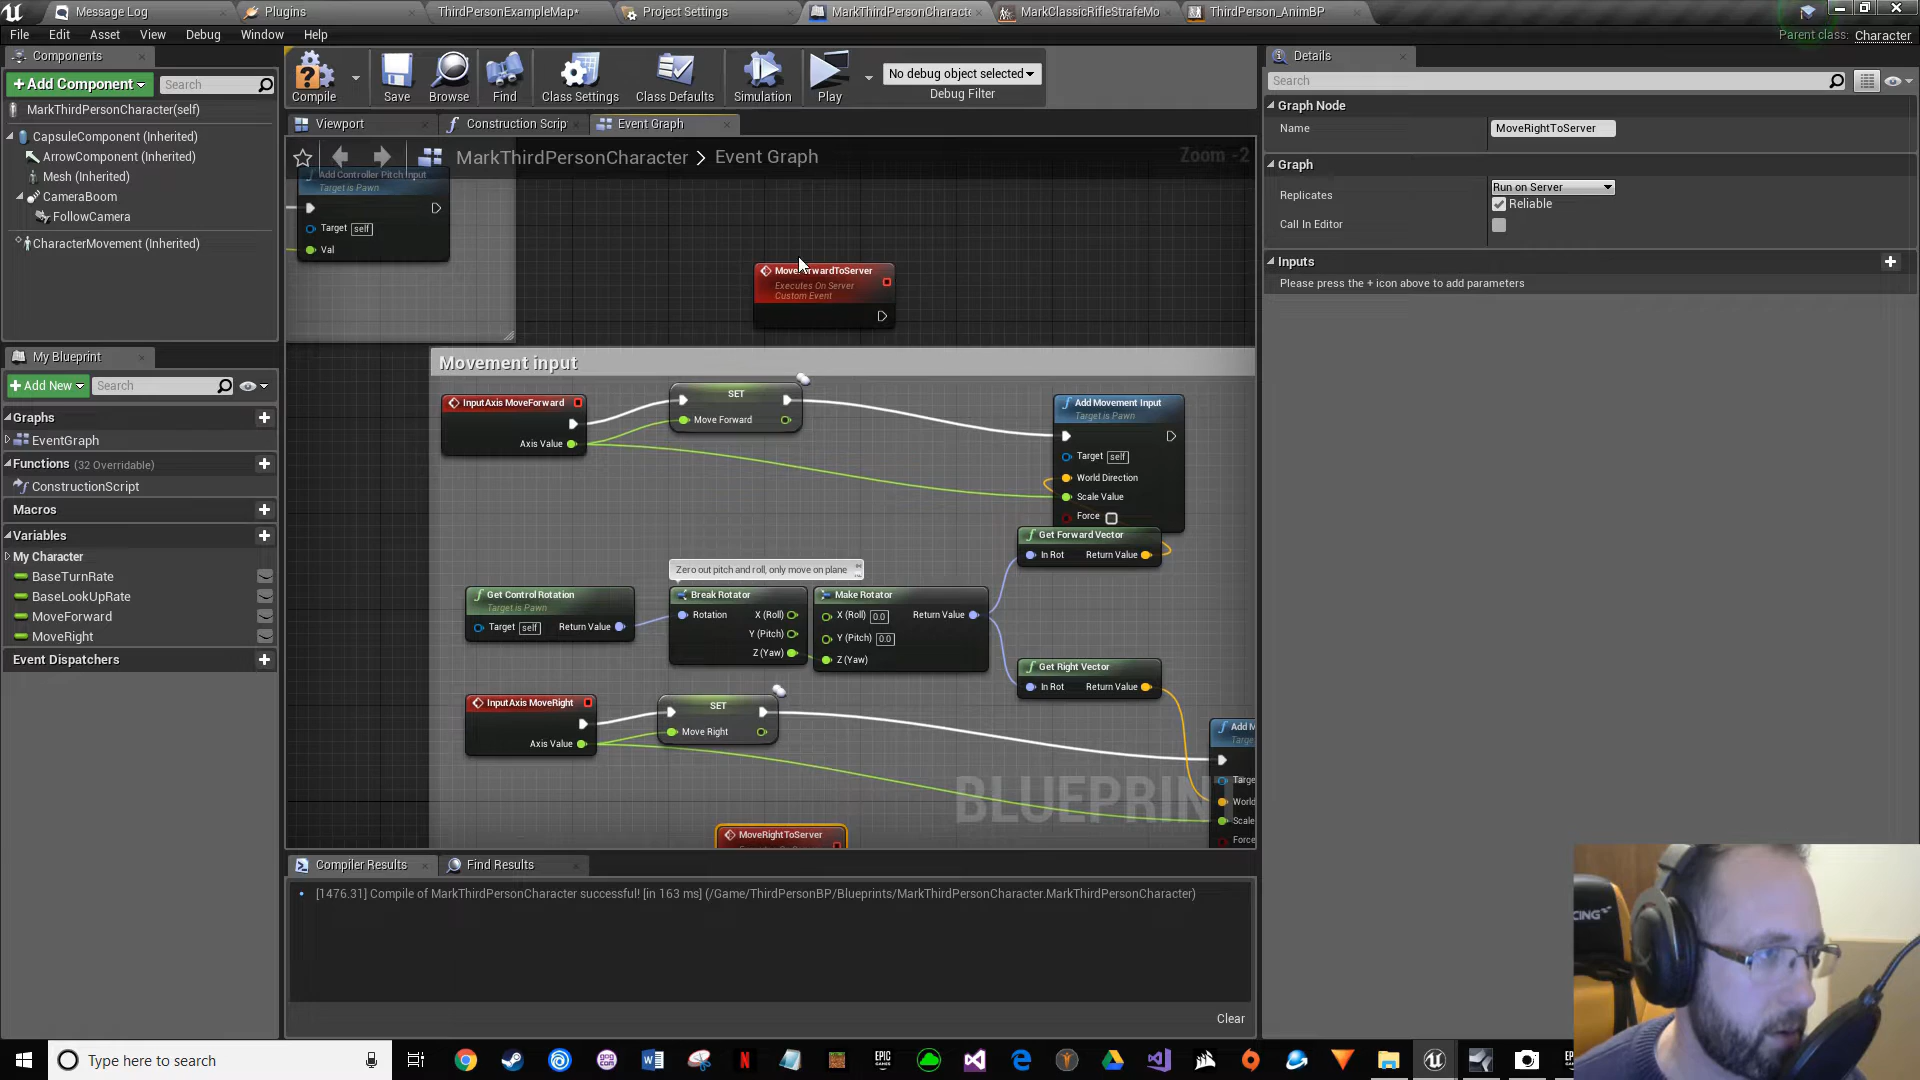 Message Log
Plugins
ThirdPersonExampleMap*
Project Settings
MarkThirdPersonCharact
MarkClassicRifleStrafeMo
ThirdPerson_AnimBP
File Edit Asset View Debug Window Help
Parent class: Character
Components
+ Add Component
Search
MarkThirdPersonCharacter(self)
CapsuleComponent (Inherited)
ArrowComponent (Inherited)
Mesh (Inherited)
CameraBoom
FollowCamera
CharacterMovement (Inherited)
My Blueprint
+ Add New
Search
Graphs
EventGraph
Functions (32 Overridable)
ConstructionScript
Macros
Variables
My Character
BaseTurnRate
BaseLookUpRate
MoveForward
MoveRight
Event Dispatchers
Compile
Save
Browse
Find
Class Settings
Class Defaults
Simulation
Play
No debug object selected
Debug Filter
Viewport
Construction Scrip
Event Graph
MarkThirdPersonCharacter > Event Graph
Zoom -2
Add Controller Pitch Input
Target is Pawn
Target self
Val
Executes On Server
Custom Event
Movement input
InputAxis MoveForward
Axis Value
SET
Move Forward
Add Movement Input
Target is Pawn
Target self
World Direction
Scale Value
Force
Get Forward Vector
In Rot Return Value
Zero out pitch and roll, only move on plane
Get Control Rotation
Target is Pawn
Target self Return Value
Break Rotator
Rotation X (Roll)
Y (Pitch)
Z (Yaw)
Make Rotator
X (Roll) 0.0 Return Value
Y (Pitch) 0.0
Z (Yaw)
Get Right Vector
In Rot Return Value
InputAxis MoveRight
Axis Value
SET
Move Right
Add M
Targe
Targe
World
Scale
Force
MoveRightToServer
BLUEPRIN
Compiler Results
Find Results
[1476.31] Compile of MarkThirdPersonCharacter successful! [in 163 ms] (/Game/ThirdPersonBP/Blueprints/MarkThirdPersonCharacter.MarkThirdPersonCharacter)
Clear
Details
Search
Graph Node
Name MoveRightToServer
Graph
Replicates Run on Server
Reliable
Call In Editor
Inputs
Please press the + icon above to add parameters
Type here to search